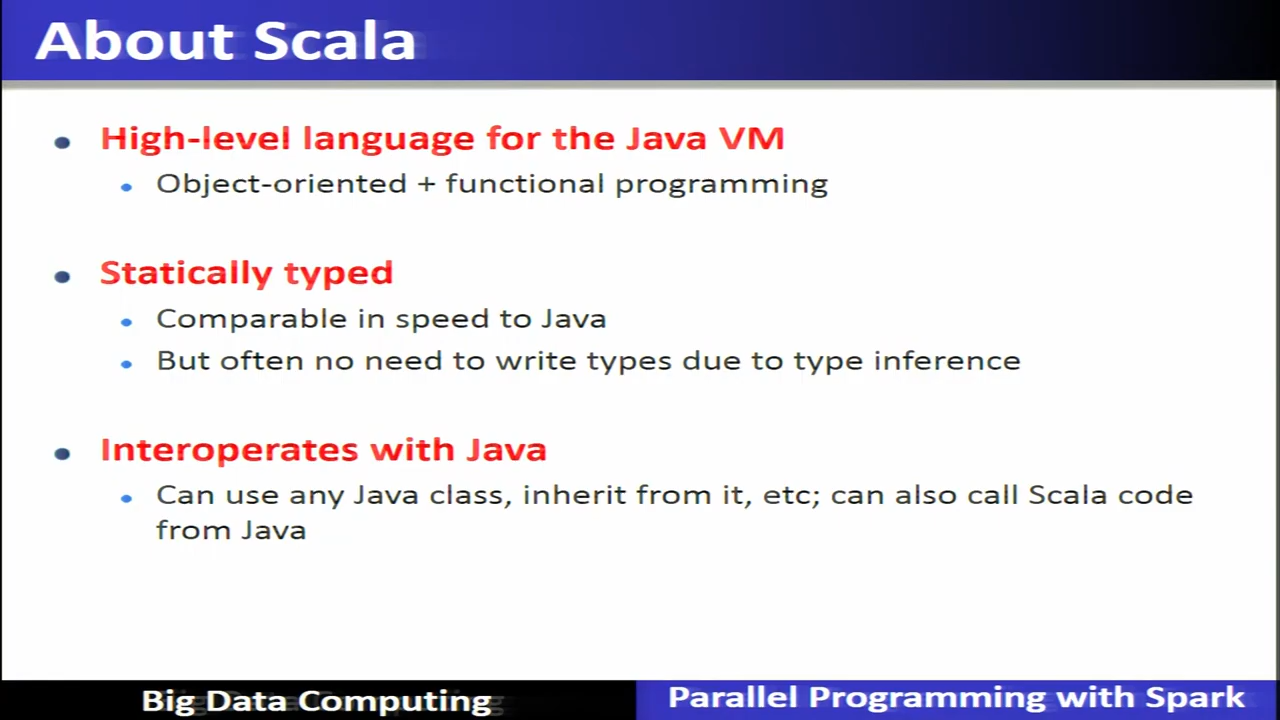 About Scala
High-level language for the Java VM
Object-oriented + functional programming
Statically typed
Comparable in speed to Java
But often no need to write types due to type inference
Interoperates with Java
Can use any Java class, inherit from it, etc; can also call Scala code
from Java
Big Data Computing
Parallel Programming with Spark